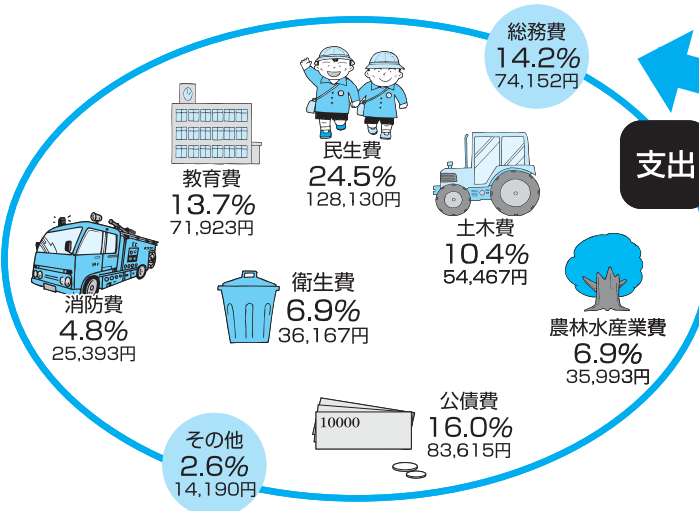 総務費
14.2%
74,152円
支出
民生費
24.5%
128,130円
教育費
13.7%
71,923円
土木費
10.4%
54,467円
消防費
4.8%
25,393円
衛生費
6.9%
36,167円
農林水産業費
6.9%
35,993円
公債費
16.0%
83,615円
10000
その他
2.6%
14,190円